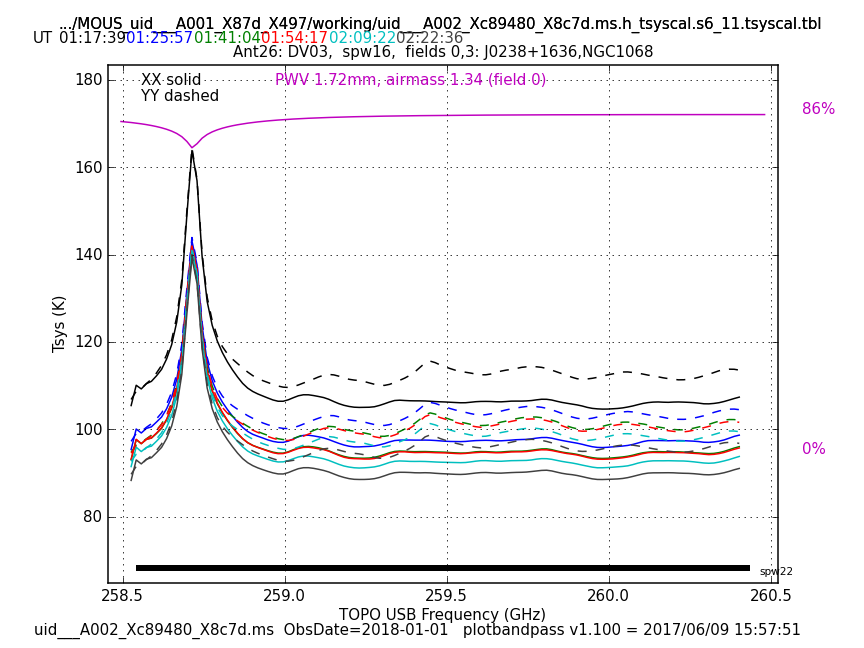 .../MOUS_uid___A001_X87d_X497/working/uid___A002_Xc89480_X8c7d.ms.h_tsyscal.s6_11.tsyscal.tbl
UT 01:17:39 01:25:57 01:41:04 01:54:17 02:09:22 02:22:36
Ant26: DV03,  spw16,  fields 0,3: J0238+1636,NGC1068
XX solid
YY dashed
PWV 1.72mm, airmass 1.34 (field 0)
86%
0%
180
160
140
120
100
80
Tsys (K)
spw22
258.5 259.0 259.5 260.0 260.5
TOPO USB Frequency (GHz)
uid___A002_Xc89480_X8c7d.ms  ObsDate=2018-01-01   plotbandpass v1.100 = 2017/06/09 15:57:51